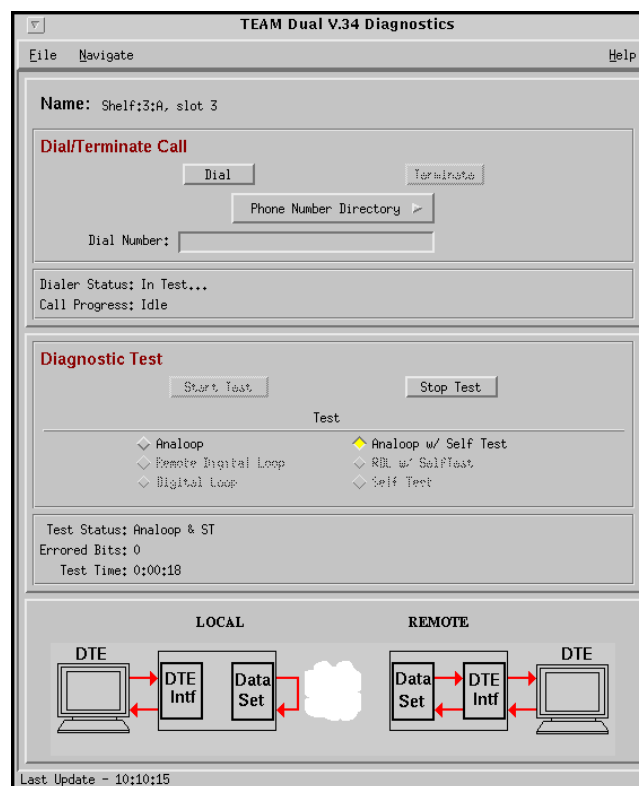 TEAM Dual V.34 Diagnostics
File Navigate Help
Name: Shelf:3:A, slot 3
Dial/Terminate Call
Dial Terminate
Phone Number Directory
Dial Number:
Dialer Status: In Test...
Call Progress: Idle
Diagnostic Test
Start Test Stop Test
Test
Analoop Analoop w/ Self Test
Remote Digital Loop RDL w/ SelfTest
Digital Loop Self Test
Test Status: Analoop & ST
Errored Bits: 0
Test Time: 0:00:18
LOCAL REMOTE
DTE DTE
DTE Intf Data Set Data Set DTE Intf
Last Update - 10:10:15